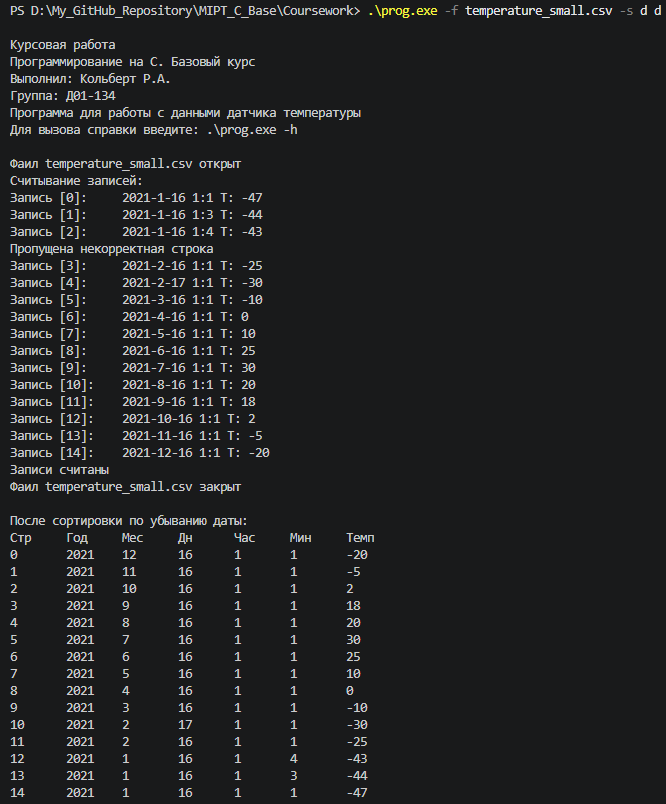 PS D:\My_GitHub_Repository\MIPT_C_Base\Coursework> .\prog.exe -f temperature_small.csv -s d d
Курсовая работа
Программирование на С. Базовый курс
Выполнил: Кольберт Р.А.
Группа: Д01-134
Программа для работы с данными датчика температуры
Для вызова справки введите: .\prog.exe -h
Фаил temperature_small.csv открыт
Считывание записей:
Запись [0]: 2021-1-16 1:1 T: -47
Запись [1]: 2021-1-16 1:3 T: -44
Запись [2]: 2021-1-16 1:4 T: -43
Пропущена некорректная строка
Запись [3]: 2021-2-16 1:1 T: -25
Запись [4]: 2021-2-17 1:1 T: -30
Запись [5]: 2021-3-16 1:1 T: -10
Запись [6]: 2021-4-16 1:1 T: 0
Запись [7]: 2021-5-16 1:1 T: 10
Запись [8]: 2021-6-16 1:1 T: 25
Запись [9]: 2021-7-16 1:1 T: 30
Запись [10]: 2021-8-16 1:1 T: 20
Запись [11]: 2021-9-16 1:1 T: 18
Запись [12]: 2021-10-16 1:1 T: 2
Запись [13]: 2021-11-16 1:1 T: -5
Запись [14]: 2021-12-16 1:1 T: -20
Записи считаны
Фаил temperature_small.csv закрыт
После сортировки по убыванию даты:
Стр Год Мес Дн Час Мин Темп
0 2021 12 16 1 1 -20
1 2021 11 16 1 1 -5
2 2021 10 16 1 1 2
3 2021 9 16 1 1 18
4 2021 8 16 1 1 20
5 2021 7 16 1 1 30
6 2021 6 16 1 1 25
7 2021 5 16 1 1 10
8 2021 4 16 1 1 0
9 2021 3 16 1 1 -10
10 2021 2 17 1 1 -30
11 2021 2 16 1 1 -25
12 2021 1 16 1 4 -43
13 2021 1 16 1 3 -44
14 2021 1 16 1 1 -47